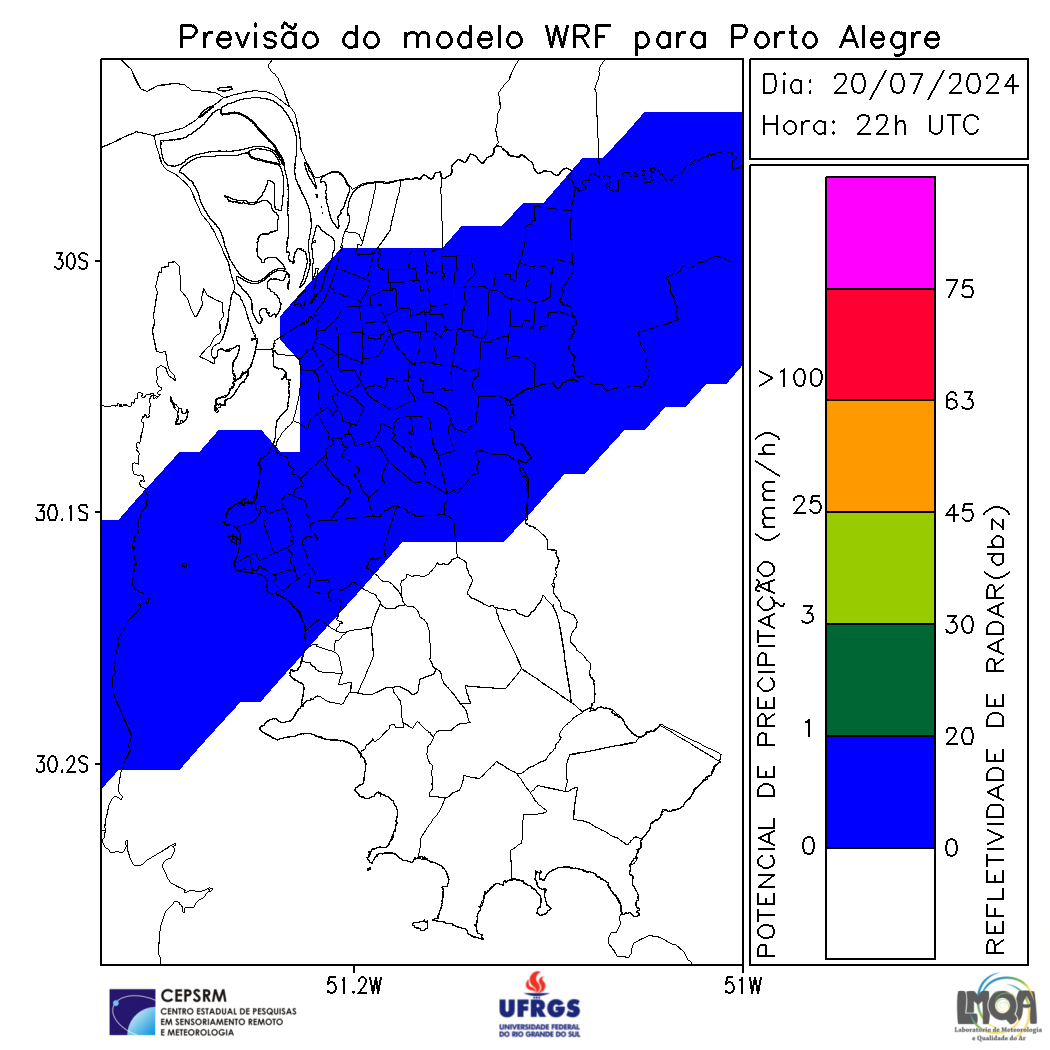 Previsão do modelo WRF para Porto Alegre
Dia: 20/07/2024
Hora: 22h UTC
30S
30.1S
30.2S
51.2W
51W
POTENCIAL DE PRECIPITAÇÃO (mm/h)
>100
25
3
1
0
75
63
45
30
20
0
REFLETIVIDADE DE RADAR(dbz)
CEPSRM
CENTRO ESTADUAL DE PESQUISAS
EM SENSORIAMENTO REMOTO
E METEOROLOGIA
UFRGS
UNIVERSIDADE FEDERAL
DO RIO GRANDE DO SUL
LMQA
Laboratório de Meteorologia
e Qualidade do Ar